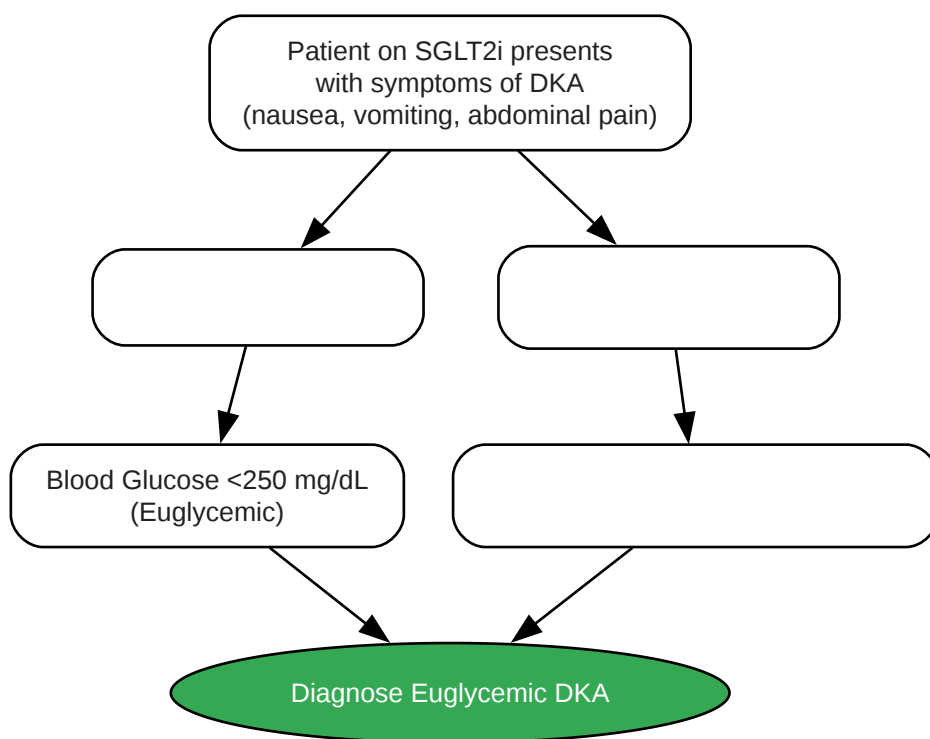 Patient on SGLT2i presents
with symptoms of DKA
(nausea, vomiting, abdominal pain)
Blood Glucose <250 mg/dL
(Euglycemic)
Diagnose Euglycemic DKA